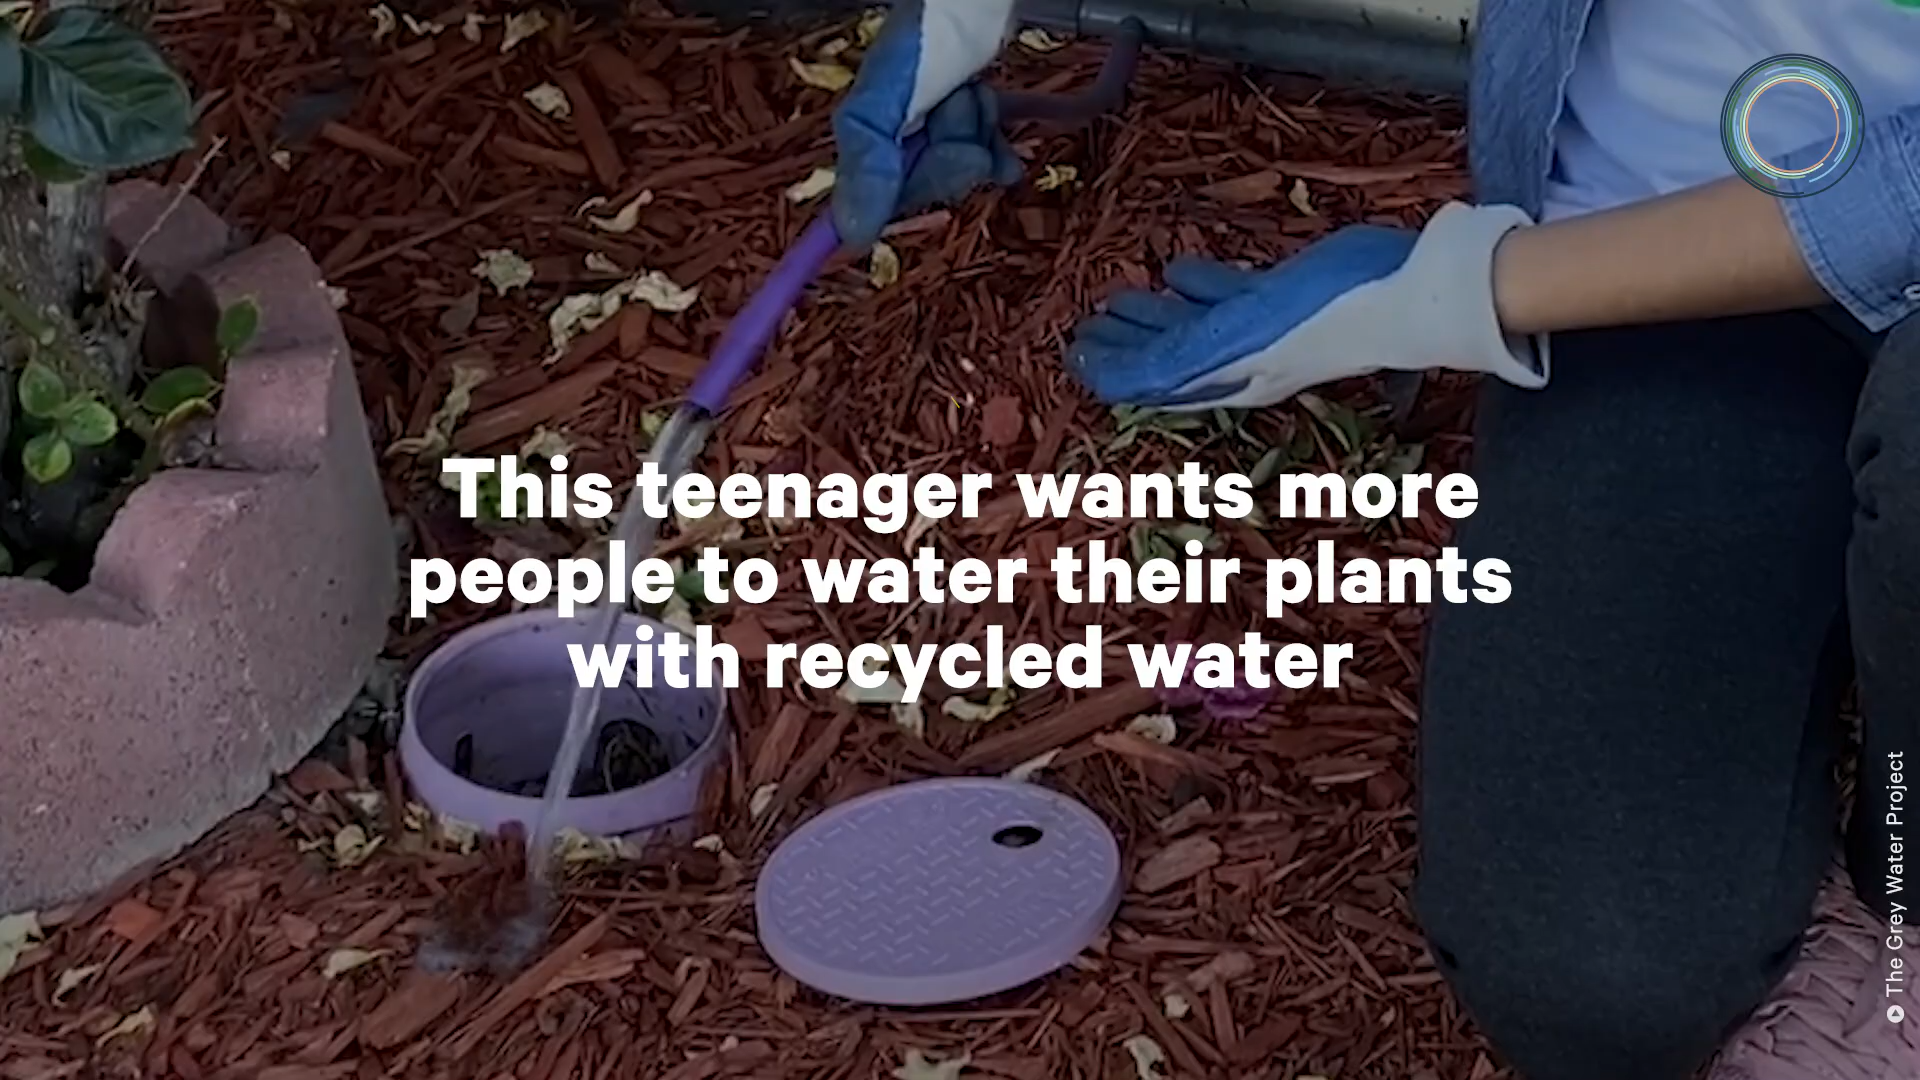 This teenager wants more
people to water their plants
with recycled water
The Grey Water Project